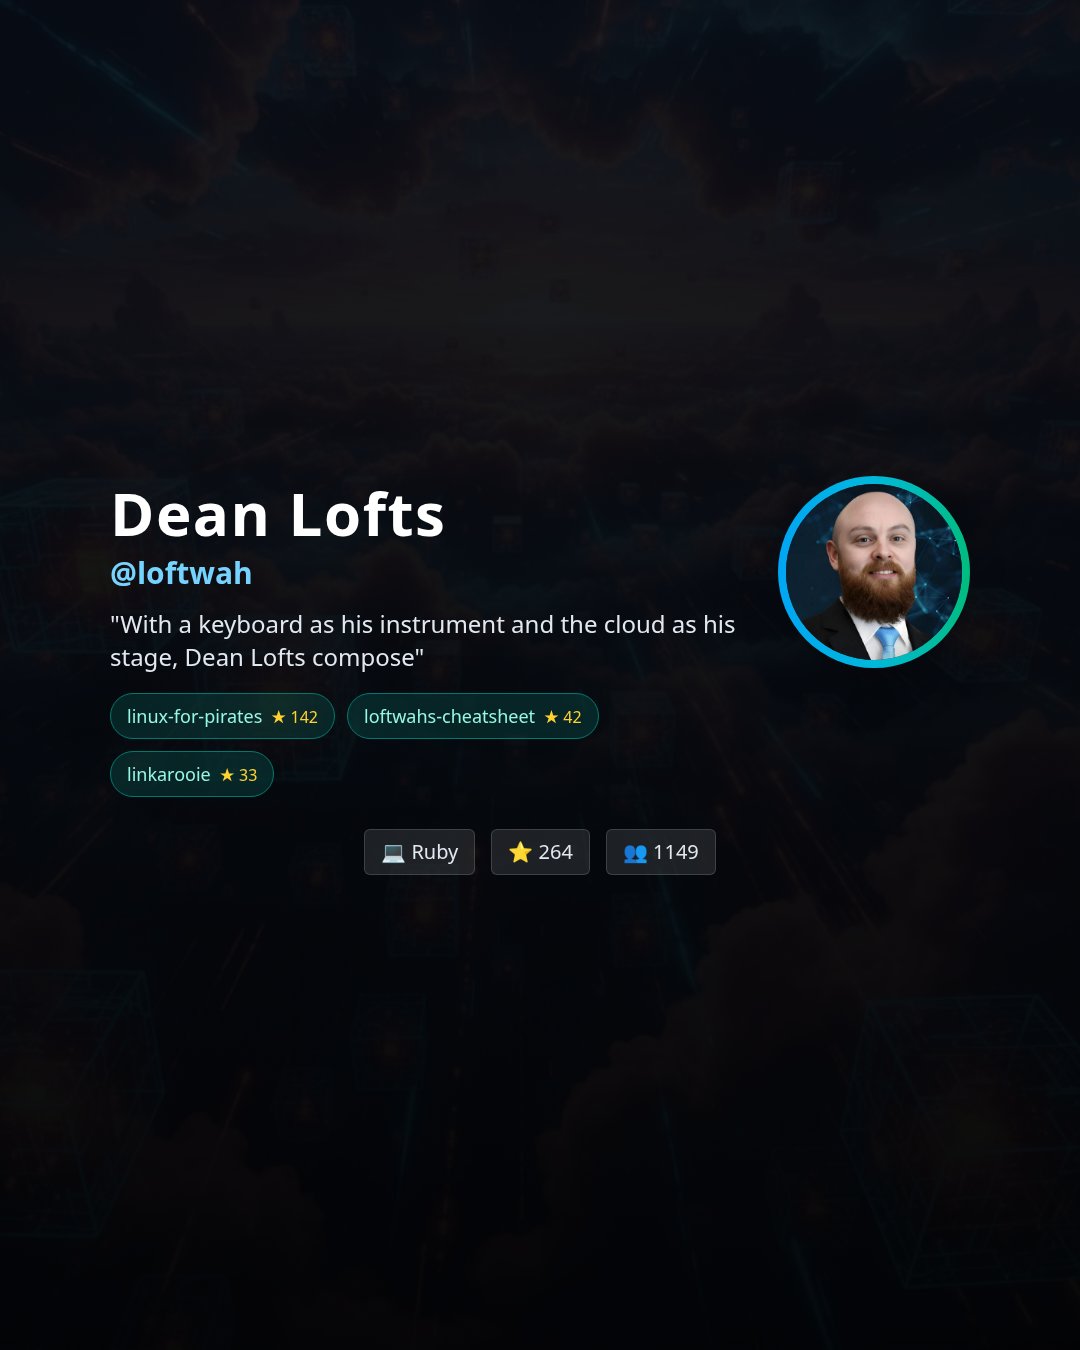 Dean Lofts
@loftwah
"With a keyboard as his instrument and the cloud as his
stage, Dean Lofts compose"
linux-for-pirates ★ 142
loftwahs-cheatsheet ★ 42
linkarooie ★ 33
💻 Ruby
⭐ 264
👥 1149